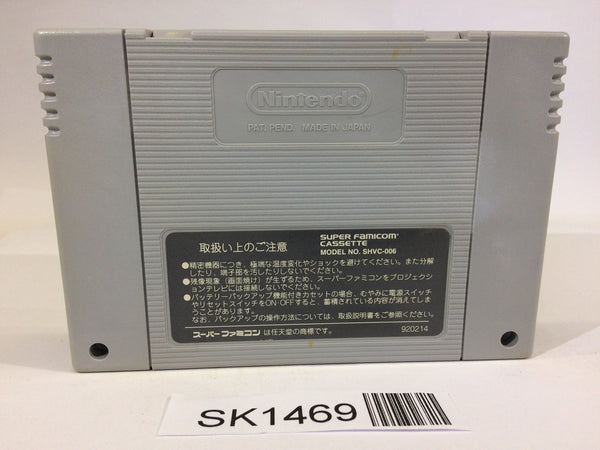 Nintendo
PAT. PEND. MADE IN JAPAN
取扱い上のご注意
SUPER FAMICOM
CASSETTE
MODEL NO. SHVC-006
●精密機器につき、極端な温度変化やショックを避けてください。また分解
したり、端子部を汚したりしないでください。
●残像現象（画面焼け）が生ずるため、スーパーファミコンをプロジェクシ
ョンテレビには接続しないでください。
●バッテリーバックアップ機能付きカセットの場合、むやみに電源スイッチ
やリセットスイッチをON・OFFすると、蓄積されている内容が消えてしま
うことがあります。
なお、バックアップの操作方法については、取扱説明書をご参照ください。
スーパーファミコン は任天堂の商標です。
920214
SK1469